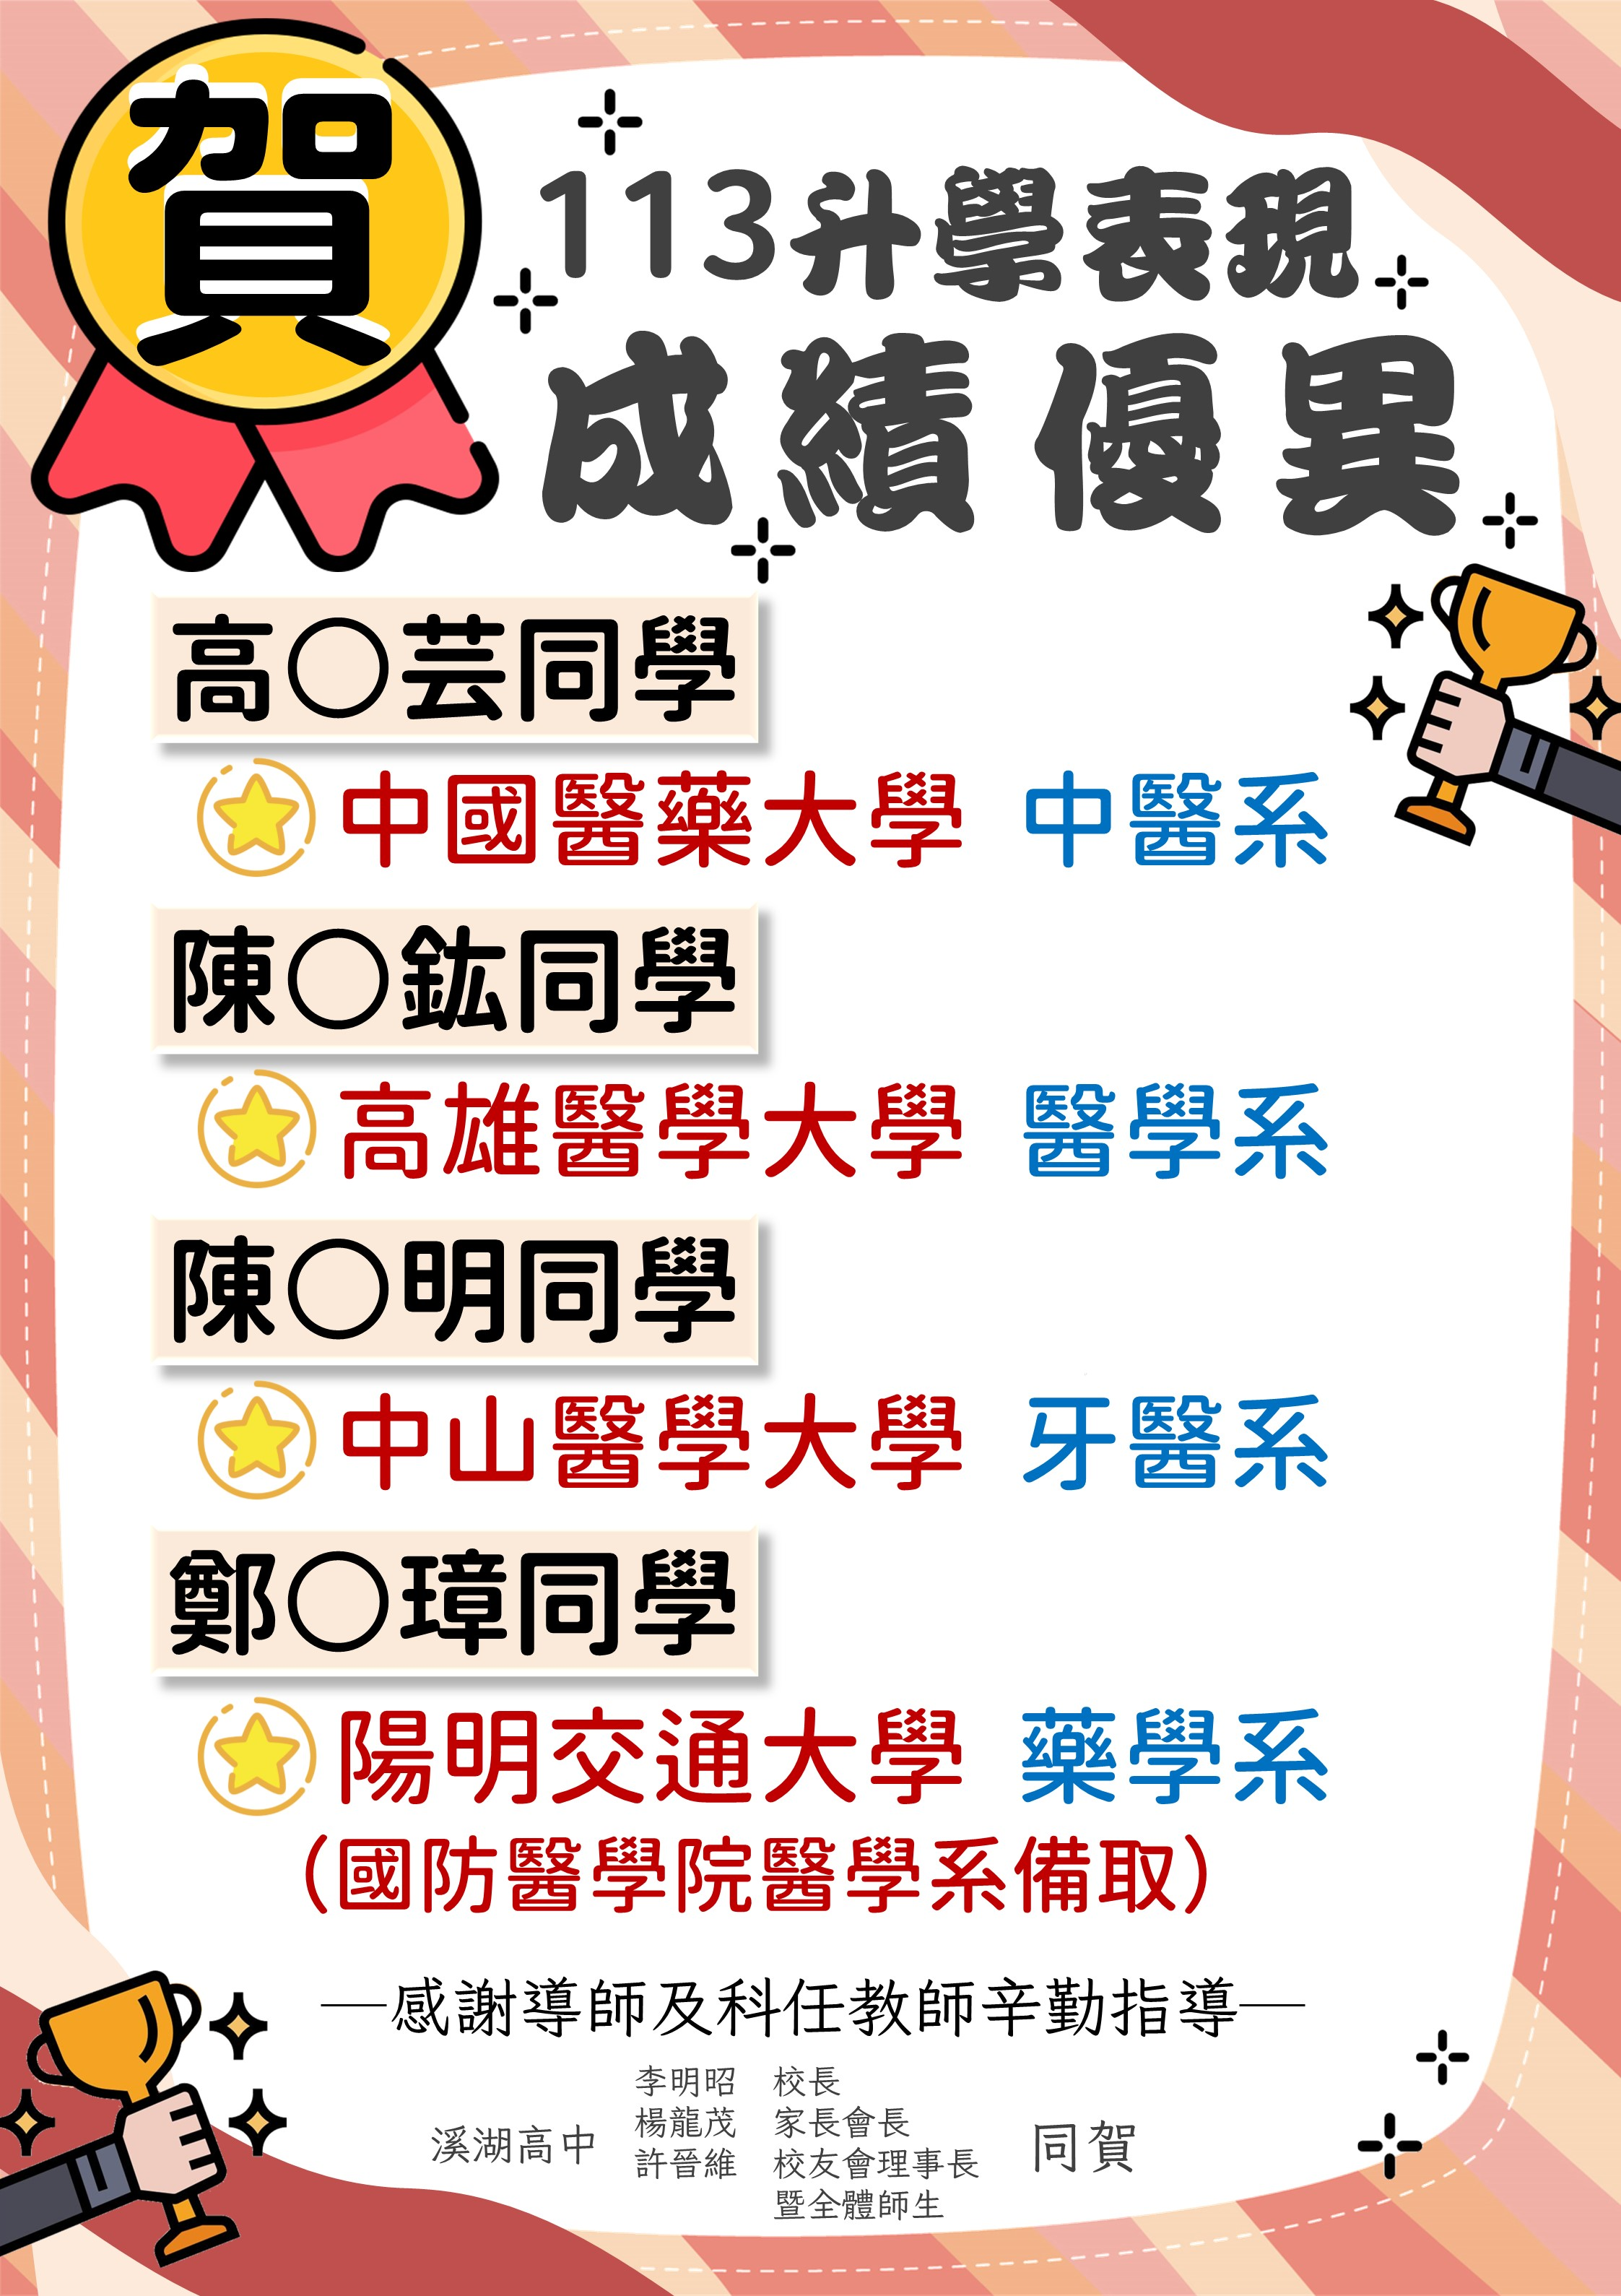 賀
113升學表現
成績優異
高○芸同學
中國醫藥大學 中醫系
陳○鈜同學
高雄醫學大學 醫學系
陳○明同學
中山醫學大學 牙醫系
鄭○璋同學
陽明交通大學 藥學系
(國防醫學院醫學系備取)
—感謝導師及科任教師辛勤指導—
溪湖高中
李明昭 校長
楊龍茂 家長會長
許晉維 校友會理事長
暨全體師生
同賀